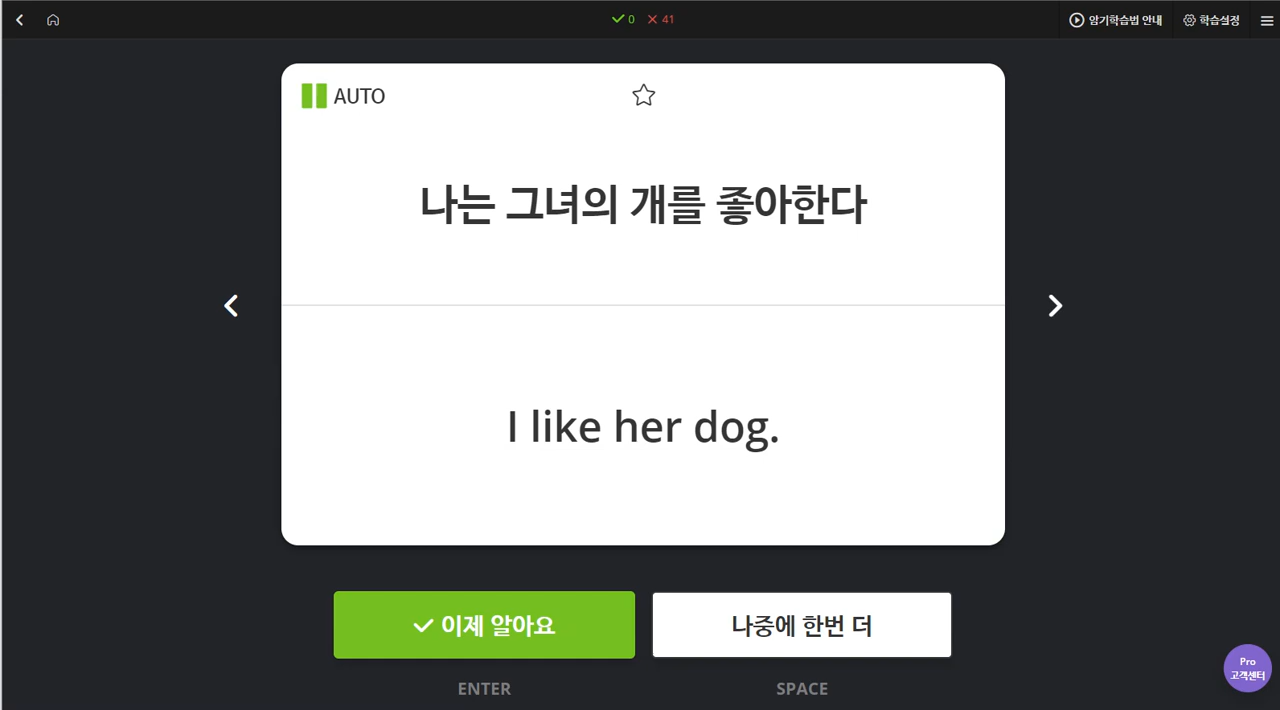 0 41 암기학습법 안내 학습설정
AUTO
나는 그녀의 개를 좋아한다
I like her dog.
이제 알아요 나중에 한번 더
ENTER SPACE
Pro
고객센터